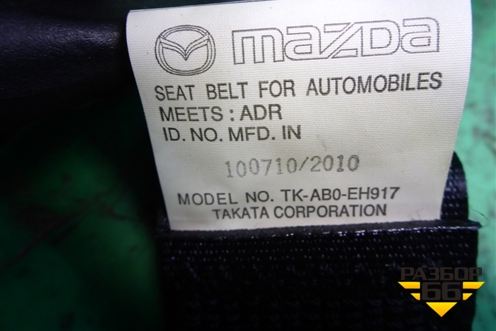 mazda
SEAT BELT FOR AUTOMOBILES
MEETS : ADR
ID. NO. MFD. IN
100710/2010
MODEL NO. TK-AB0-EH917
TAKATA CORPORATION
РАЗБОР
66